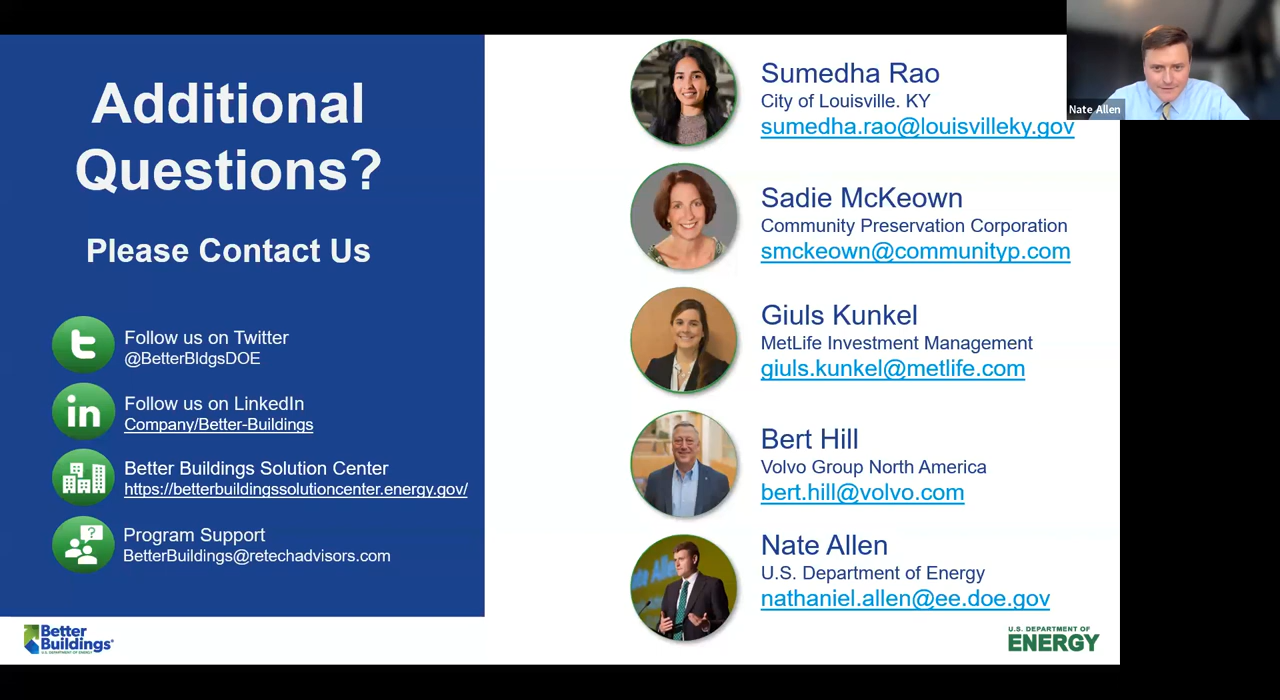 Additional
Questions?
Please Contact Us
Follow us on Twitter
@BetterBldgsDOE
in
Follow us on LinkedIn
Company/Better-Buildings
Better Buildings Solution Center
https://betterbuildingssolutioncenter.energy.gov/
?
Program Support
BetterBuildings@retechadvisors.com
Better
Buildings®
U.S. DEPARTMENT OF ENERGY
Sumedha Rao
City of Louisville. KY
sumedha.rao@louisvilleky.gov
Sadie McKeown
Community Preservation Corporation
smckeown@communityp.com
Giuls Kunkel
MetLife Investment Management
giuls.kunkel@metlife.com
Bert Hill
Volvo Group North America
bert.hill@volvo.com
Nate Allen
U.S. Department of Energy
nathaniel.allen@ee.doe.gov
U.S. DEPARTMENT OF
ENERGY
Nate Allen